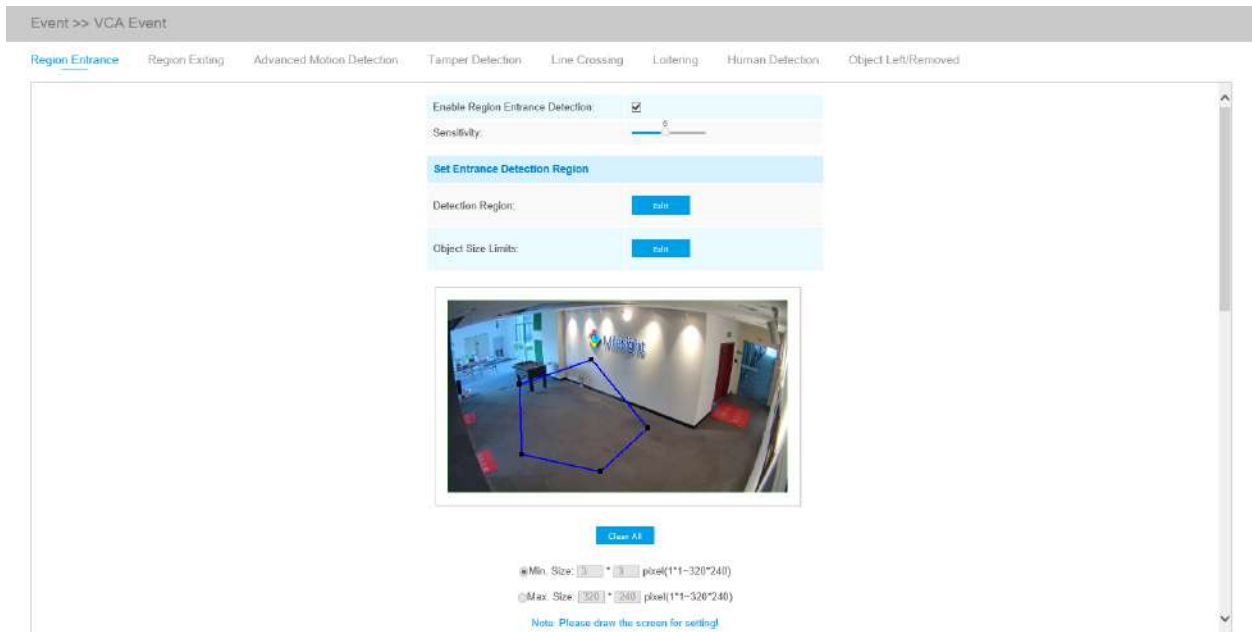 Event >> VCA Event
Region Entrance Region Exiting Advanced Motion Detection Tamper Detection Line Crossing Loitering Human Detection Object Left/Removed
Enable Region Entrance Detection:
Sensitivity: 5
Set Entrance Detection Region
Detection Region: Edit
Object Size Limits: Edit
Milesight
Clear All
Min. Size: 3 * 3 pixel(1*1~320*240)
Max. Size: 320 * 240 pixel(1*1~320*240)
Note: Please draw the screen for setting!